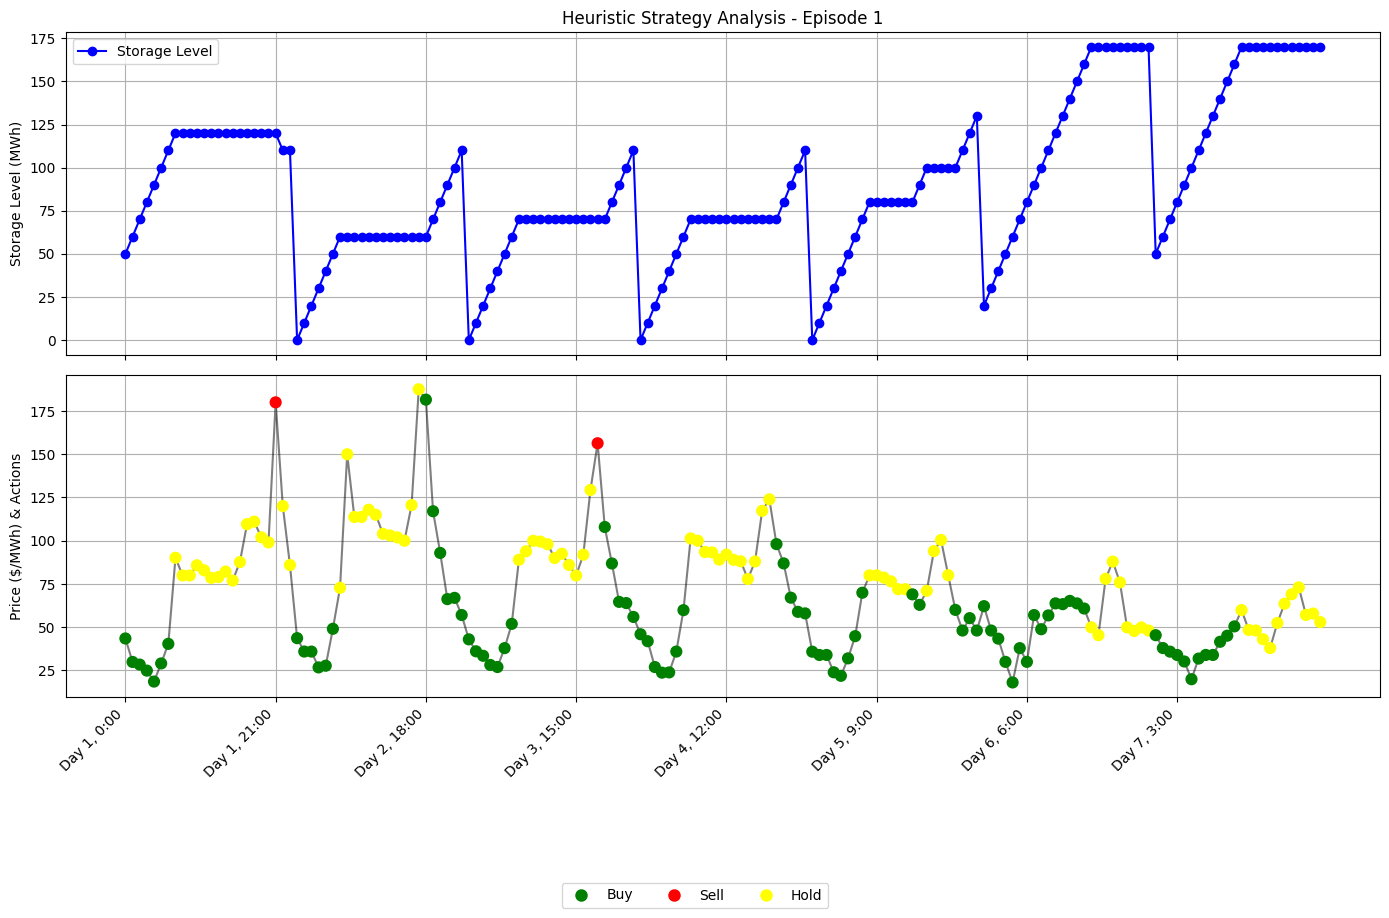 Heuristic Strategy Analysis - Episode 1
Storage Level
Storage Level (MWh)
175
150
125
100
75
50
25
0
Price ($/MWh) & Actions
175
150
125
100
75
50
25
Day 1, 0:00
Day 1, 21:00
Day 2, 18:00
Day 3, 15:00
Day 4, 12:00
Day 5, 9:00
Day 6, 6:00
Day 7, 3:00
Buy Sell Hold